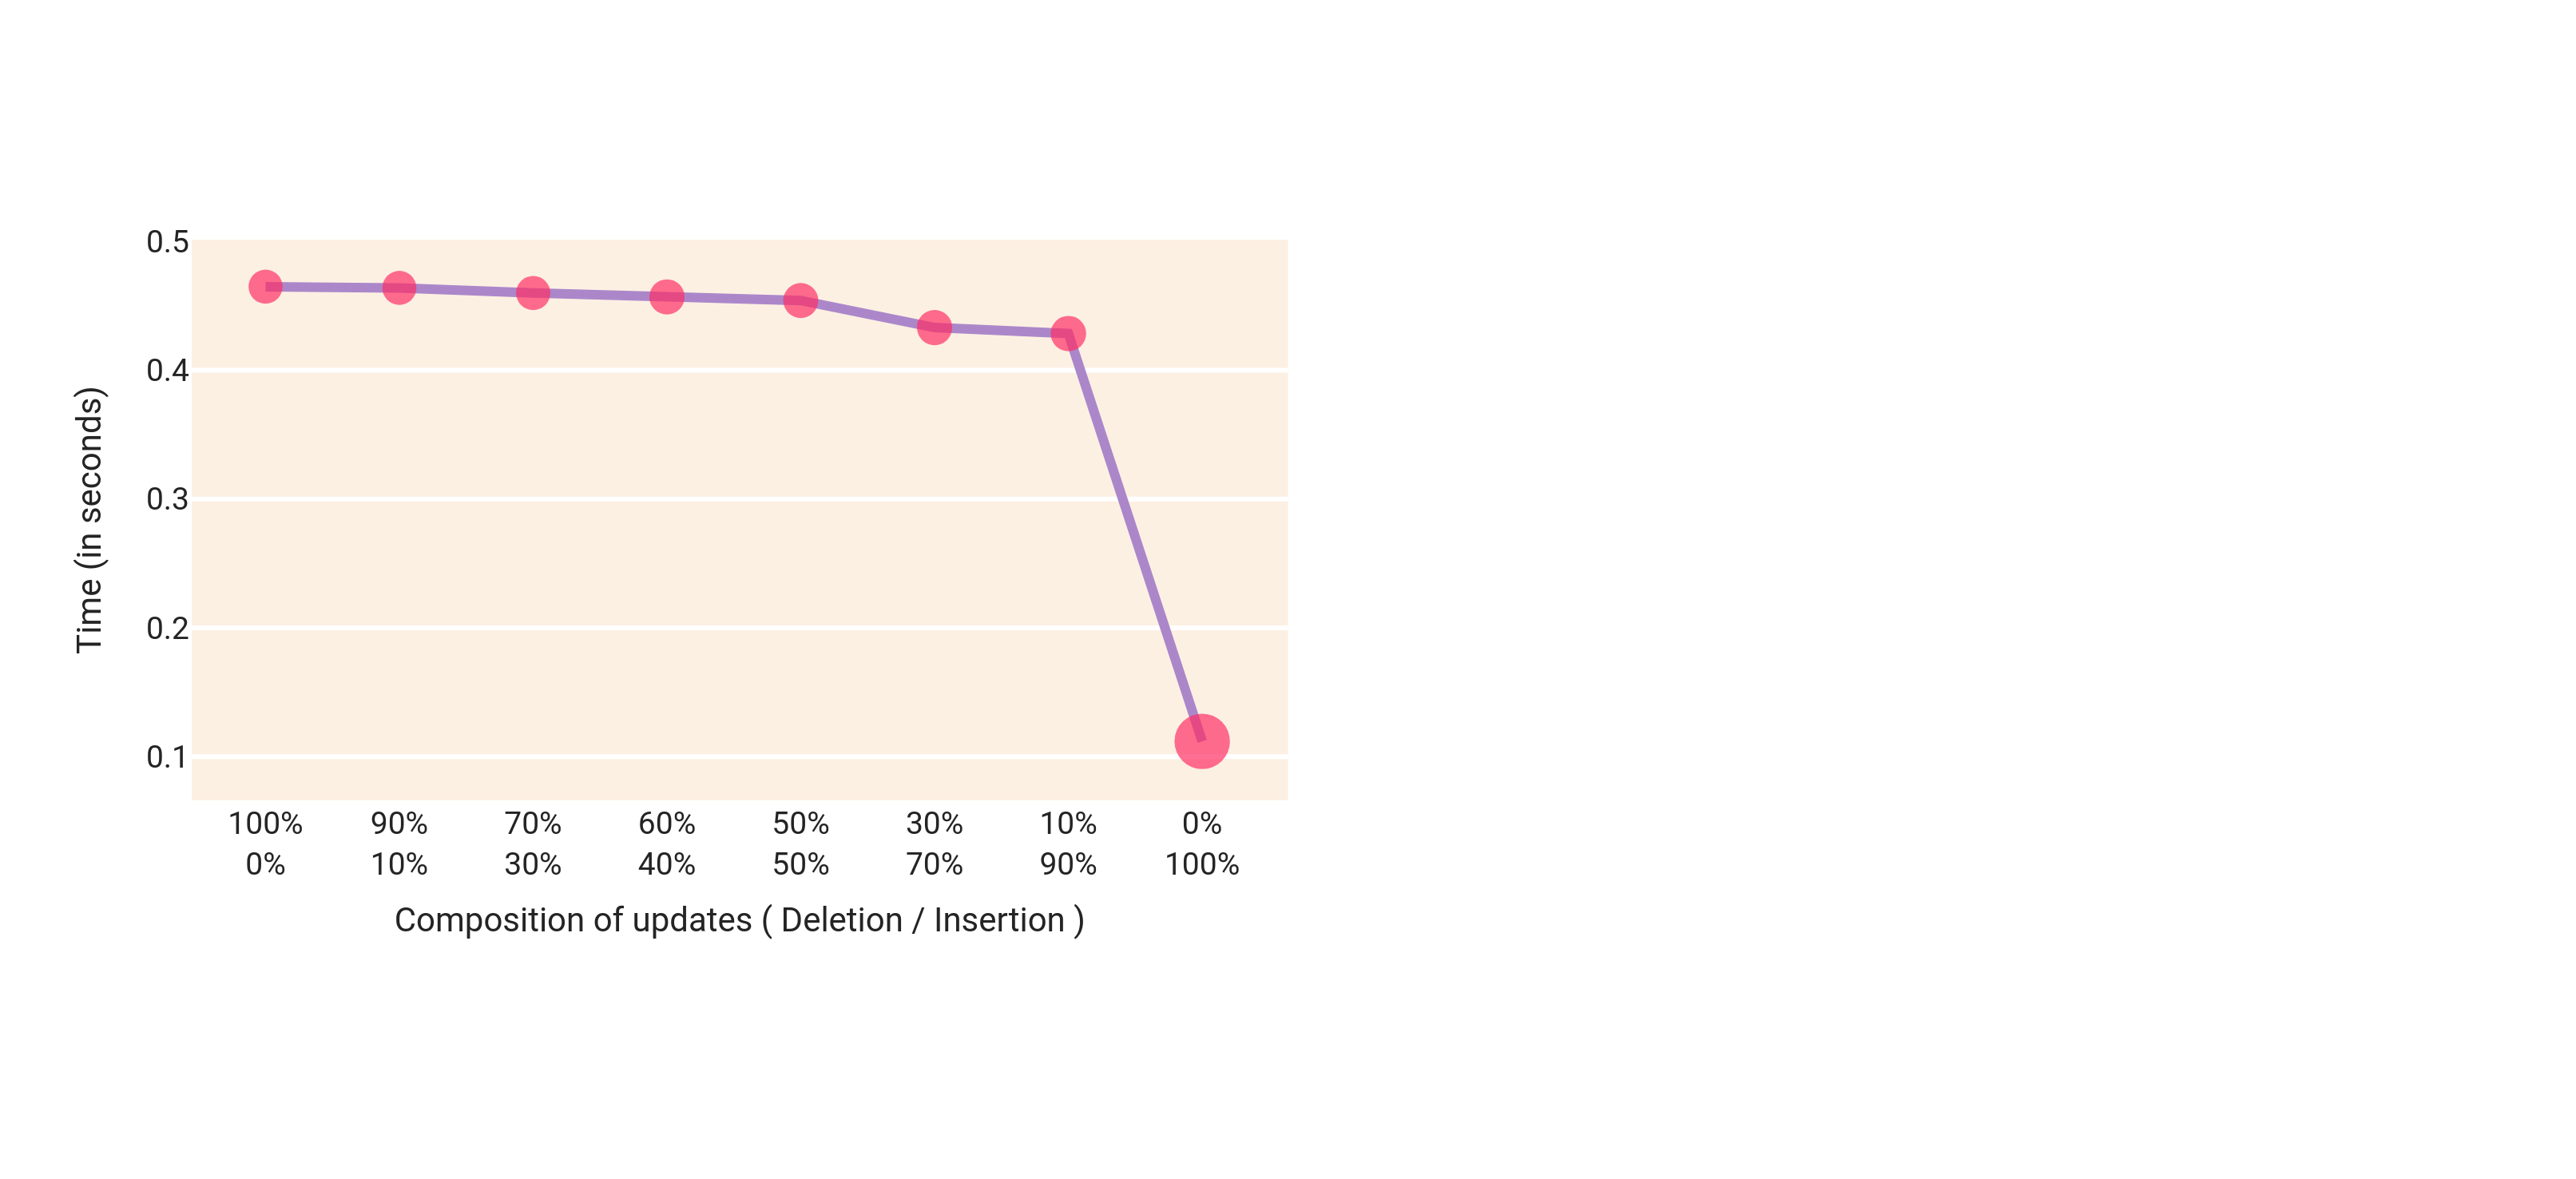 0.5
0.4
0.3
0.2
0.1
Time (in seconds)
100% 90% 70% 60% 50% 30% 10% 0%
0% 10% 30% 40% 50% 70% 90% 100%
Composition of updates ( Deletion / Insertion )